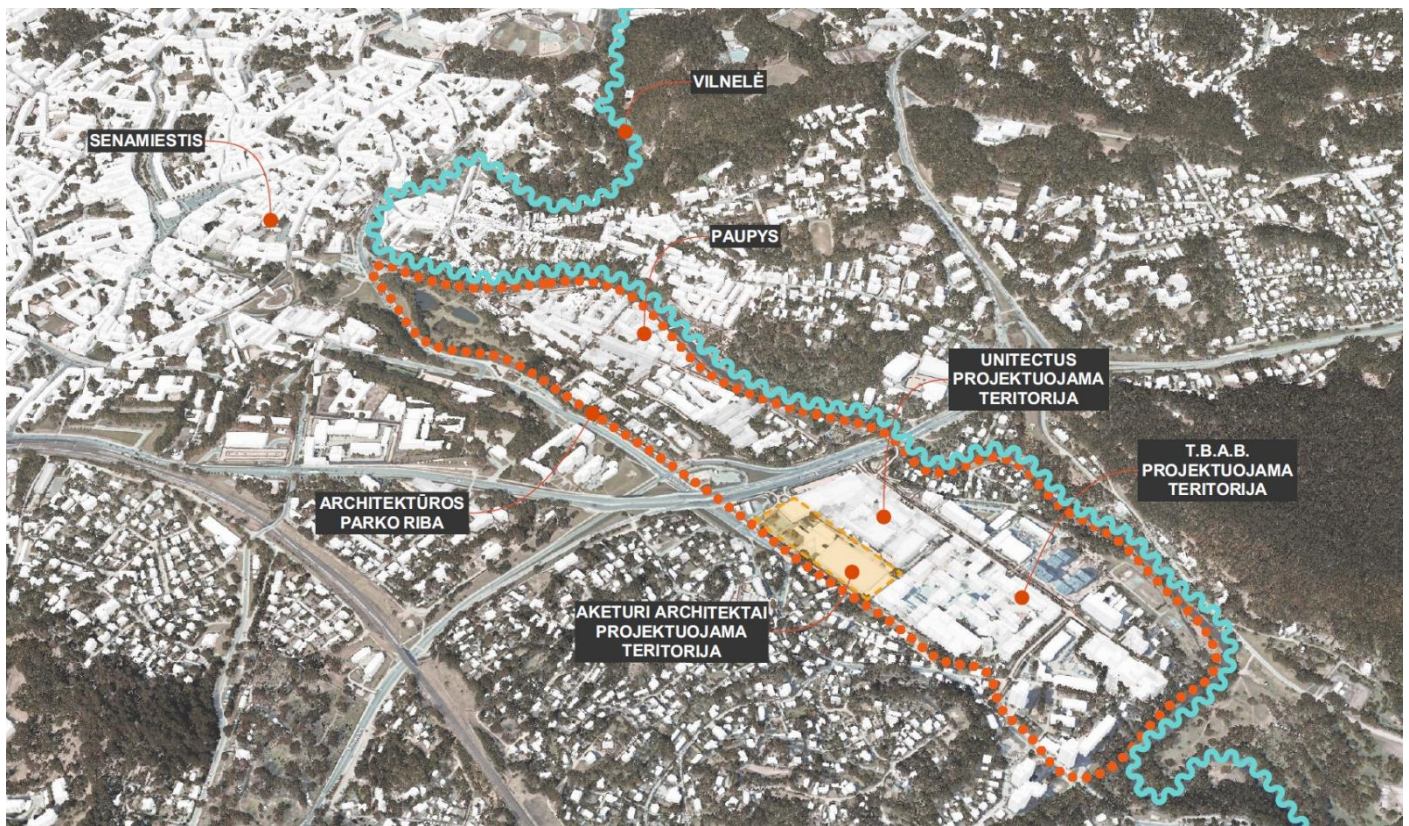 VILNELĖ
SENAMIESTIS
PAUPYS
UNITECTUS
PROJEKTUOJAMA
TERITORIJA
T.B.A.B.
PROJEKTUOJAMA
TERITORIJA
ARCHITEKTŪROS
PARKO RIBA
AKETURI ARCHITEKTAI
PROJEKTUOJAMA
TERITORIJA